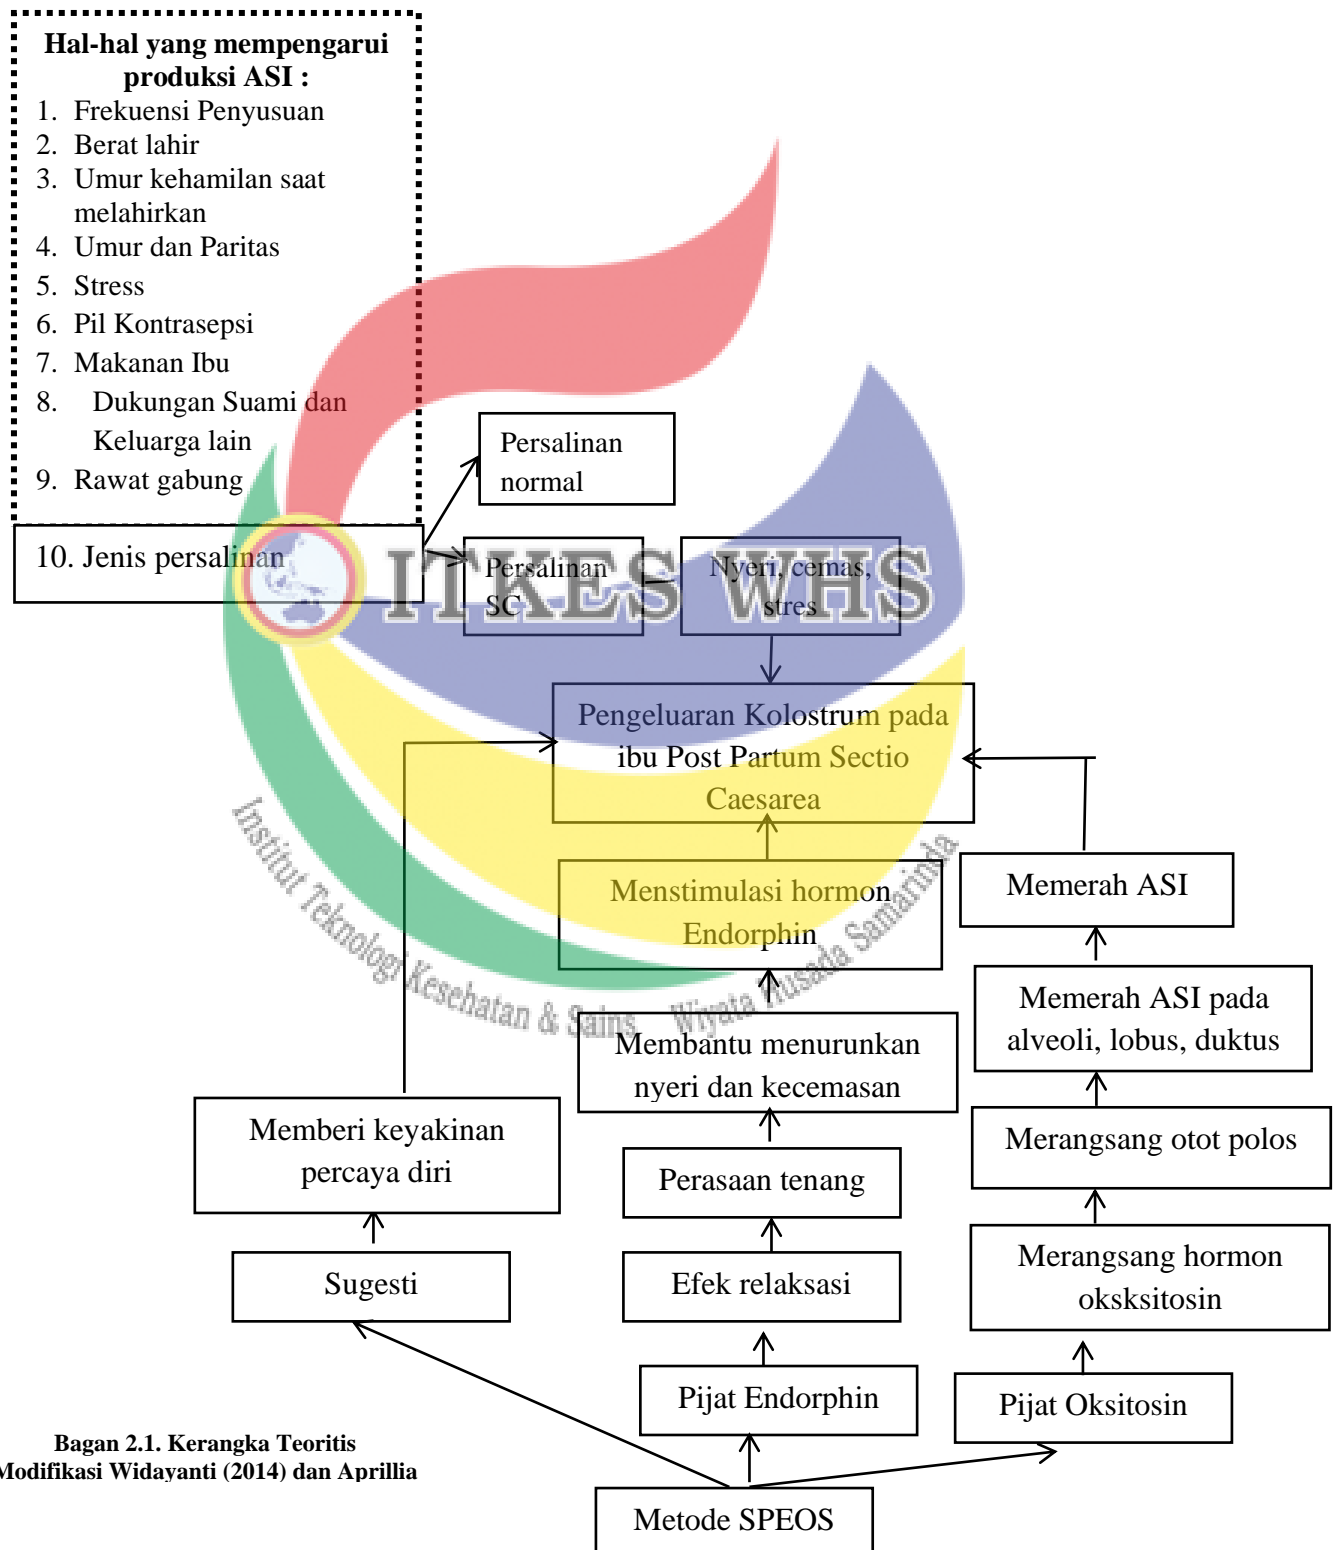 Hal-hal yang mempengarui
produksi ASI :
1. Frekuensi Penyusuan
2. Berat lahir
3. Umur kehamilan saat
melahirkan
4. Umur dan Paritas
5. Stress
6. Pil Kontrasepsi
7. Makanan Ibu
8. Dukungan Suami dan
Keluarga lain
9. Rawat gabung
10. Jenis persalinan
Persalinan
normal
Persalinan
SC
Nyeri, cemas,
stres
ITKES WHS
Pengeluaran Kolostrum pada
ibu Post Partum Sectio
Caesarea
Institut Teknologi Kesehatan & Sains Wiyata Husada Samarinda
Menstimulasi hormon
Endorphin
Memerah ASI
Membantu menurunkan
nyeri dan kecemasan
Memerah ASI pada
alveoli, lobus, duktus
Memberi keyakinan
percaya diri
Perasaan tenang
Merangsang otot polos
Sugesti
Efek relaksasi
Merangsang hormon
oksksitosin
Pijat Endorphin
Pijat Oksitosin
Bagan 2.1. Kerangka Teoritis
Modifikasi Widayanti (2014) dan Aprillia
Metode SPEOS